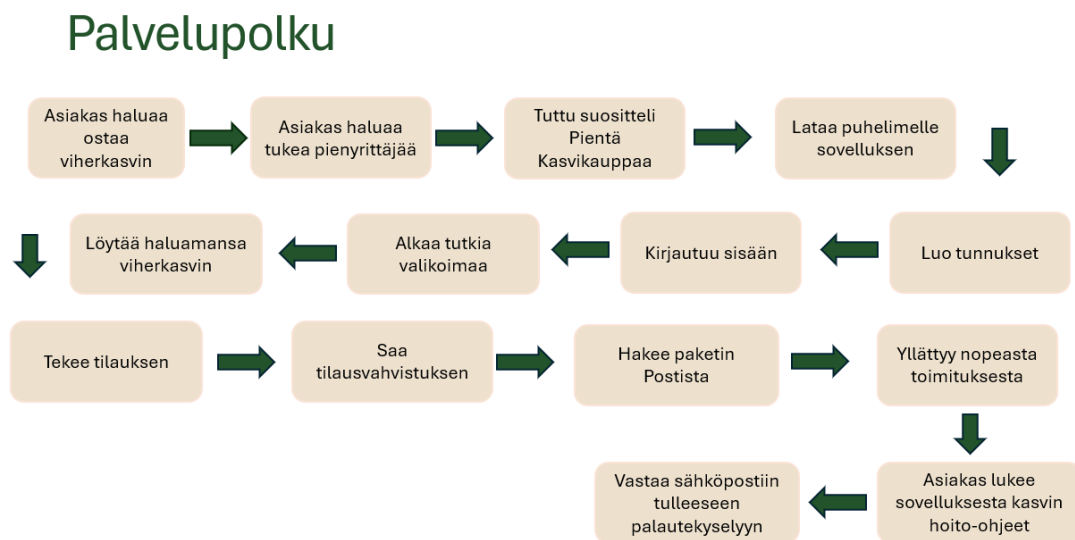 Palvelupolku
Asiakas haluaa
ostaa
viherkasvin
Asiakas haluaa
tukea pienyrittäjää
Tuttu suositteli
Pientä
Kasvikauppaa
Lataa puhelimelle
sovelluksen
Luo tunnukset
Kirjautuu sisään
Alkaa tutkia
valikoimaa
Löytää haluamansa
viherkasvin
Tekee tilauksen
Saa
tilausvahvistuksen
Hakee paketin
Postista
Yllättyy nopeasta
toimituksesta
Asiakas lukee
sovelluksesta kasvin
hoito-ohjeet
Vastaa sähköpostiin
tulleeseen
palautekyselyyn